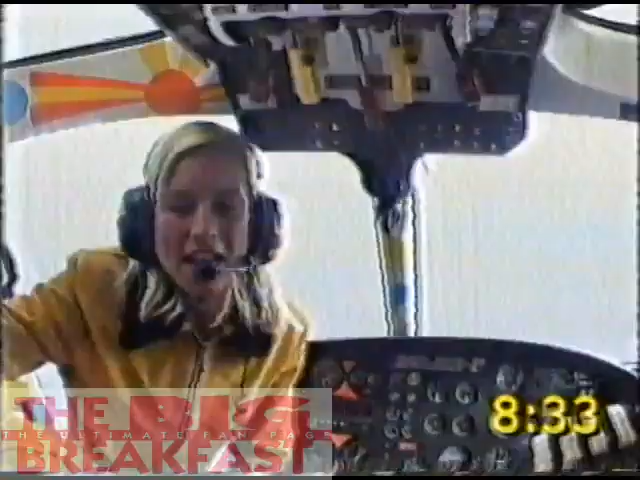 8:33
THE BIG
THE ULTIMATE FAN PAGE
BREAKFAST